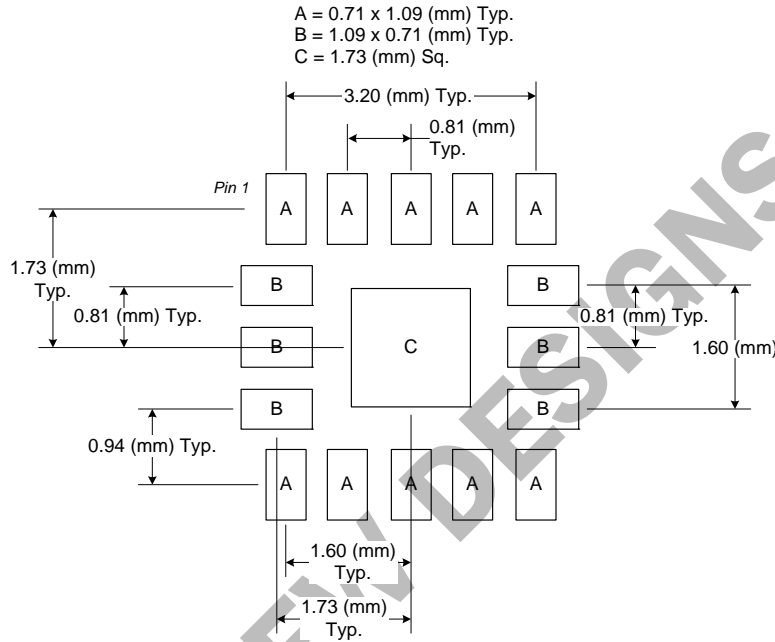 A = 0.71 x 1.09 (mm) Typ.
B = 1.09 x 0.71 (mm) Typ.
C = 1.73 (mm) Sq.
3.20 (mm) Typ.
0.81 (mm)
Typ.
Pin 1
A
A
A
A
A
1.73 (mm)
Typ.
B
B
0.81 (mm) Typ.
0.81 (mm) Typ.
B
C
B
1.60 (mm)
B
B
0.94 (mm) Typ.
A
A
A
A
A
1.60 (mm)
Typ.
1.73 (mm)
Typ.
EW DESIGNS